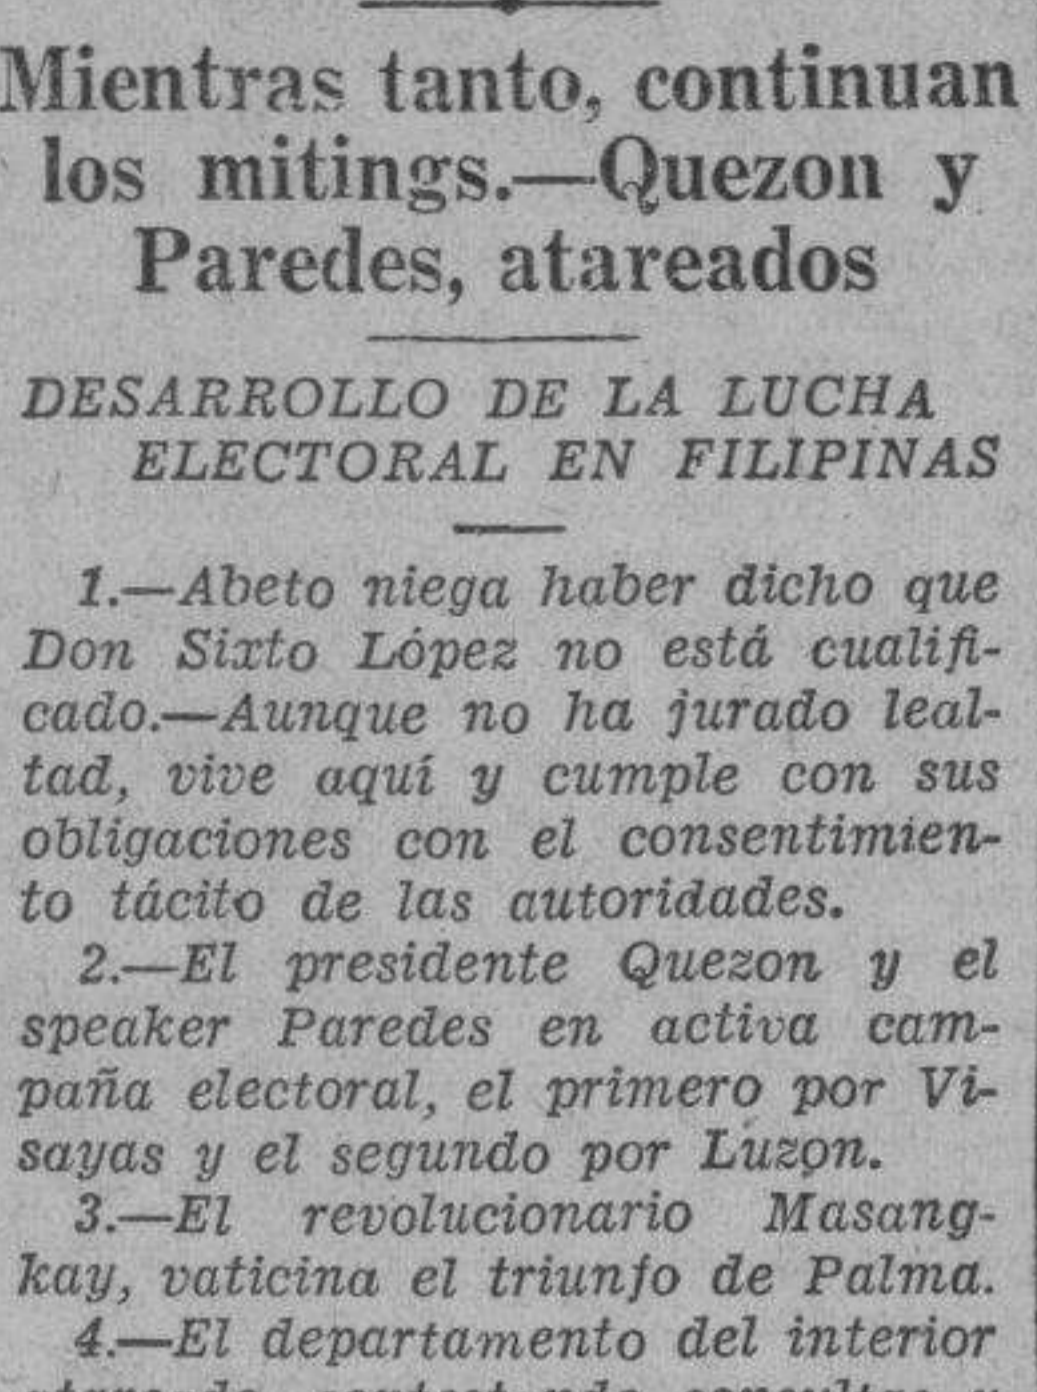 Mientras tanto, continuan
los mitings.—Quezon y
Paredes, atareados
DESARROLLO DE LA LUCHA
ELECTORAL EN FILIPINAS
1.—Abeto niega haber dicho que
Don Sixto López no está cualifi-
cado.—Aunque no ha jurado leal-
tad, vive aquí y cumple con sus
obligaciones con el consentimien-
to tácito de las autoridades.
2.—El presidente Quezon y el
speaker Paredes en activa cam-
paña electoral, el primero por Vi-
sayas y el segundo por Luzon.
3.—El revolucionario Masang-
kay, vaticina el triunfo de Palma.
4.—El departamento del interior